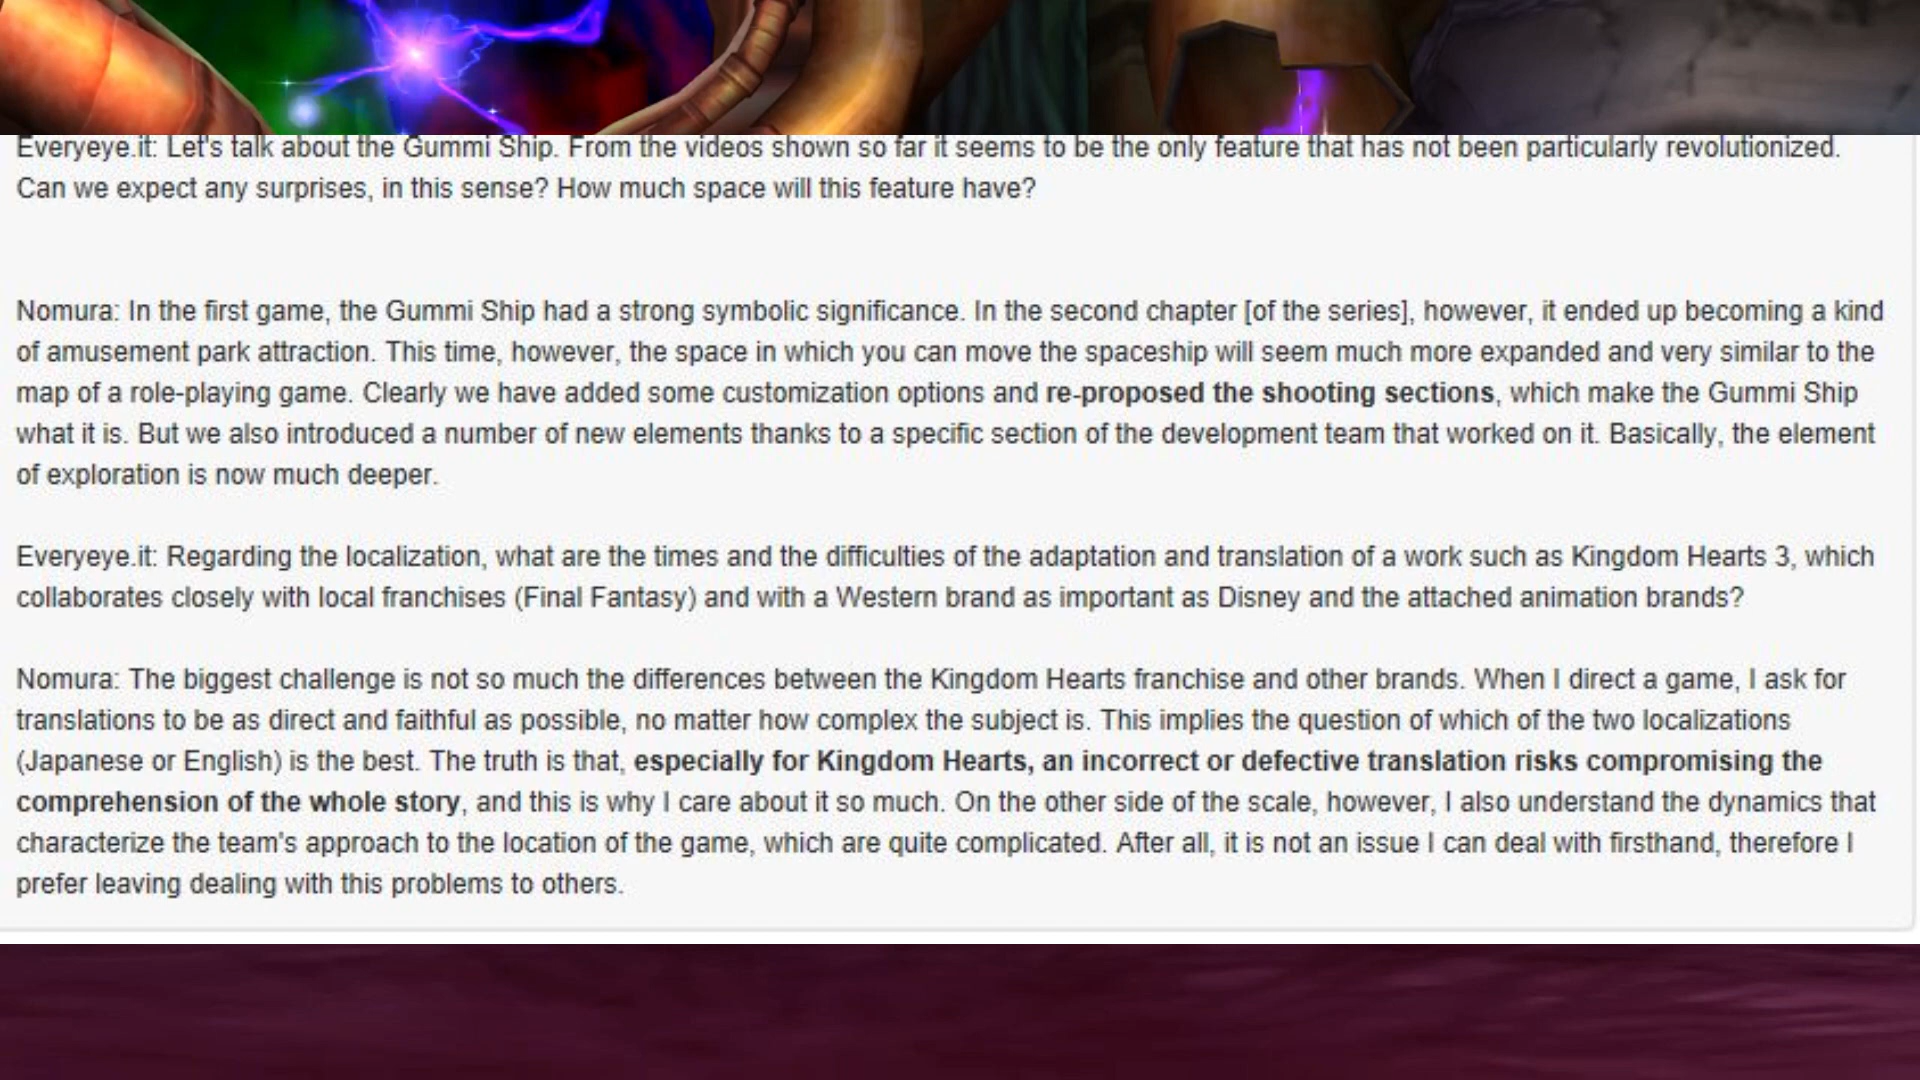 Everyeye.it: Let's talk about the Gummi Ship. From the videos shown so far it seems to be the only feature that has not been particularly revolutionized.
Can we expect any surprises, in this sense? How much space will this feature have?
Nomura: In the first game, the Gummi Ship had a strong symbolic significance. In the second chapter [of the series], however, it ended up becoming a kind
of amusement park attraction. This time, however, the space in which you can move the spaceship will seem much more expanded and very similar to the
map of a role-playing game. Clearly we have added some customization options and re-proposed the shooting sections, which make the Gummi Ship
what it is. But we also introduced a number of new elements thanks to a specific section of the development team that worked on it. Basically, the element
of exploration is now much deeper.
Everyeye.it: Regarding the localization, what are the times and the difficulties of the adaptation and translation of a work such as Kingdom Hearts 3, which
collaborates closely with local franchises (Final Fantasy) and with a Western brand as important as Disney and the attached animation brands?
Nomura: The biggest challenge is not so much the differences between the Kingdom Hearts franchise and other brands. When I direct a game, I ask for
translations to be as direct and faithful as possible, no matter how complex the subject is. This implies the question of which of the two localizations
(Japanese or English) is the best. The truth is that, especially for Kingdom Hearts, an incorrect or defective translation risks compromising the
comprehension of the whole story, and this is why I care about it so much. On the other side of the scale, however, I also understand the dynamics that
characterize the team's approach to the location of the game, which are quite complicated. After all, it is not an issue I can deal with firsthand, therefore I
prefer leaving dealing with this problems to others.